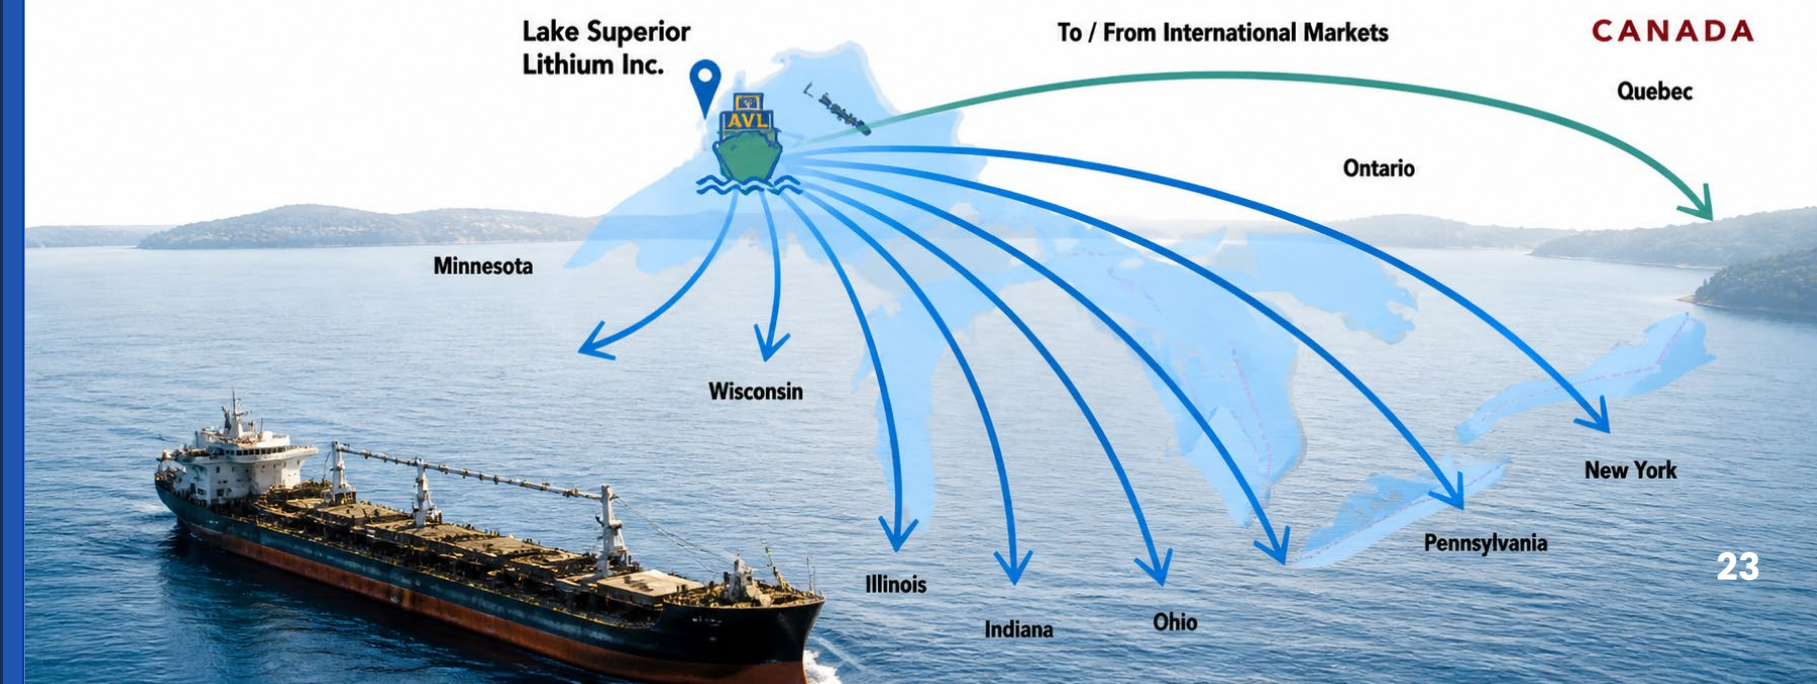 Lake Superior
Lithium Inc.
To / From International Markets
CANADA
Quebec
AVL
Ontario
Minnesota
Wisconsin
New York
Pennsylvania
23
Illinois
Indiana
Ohio